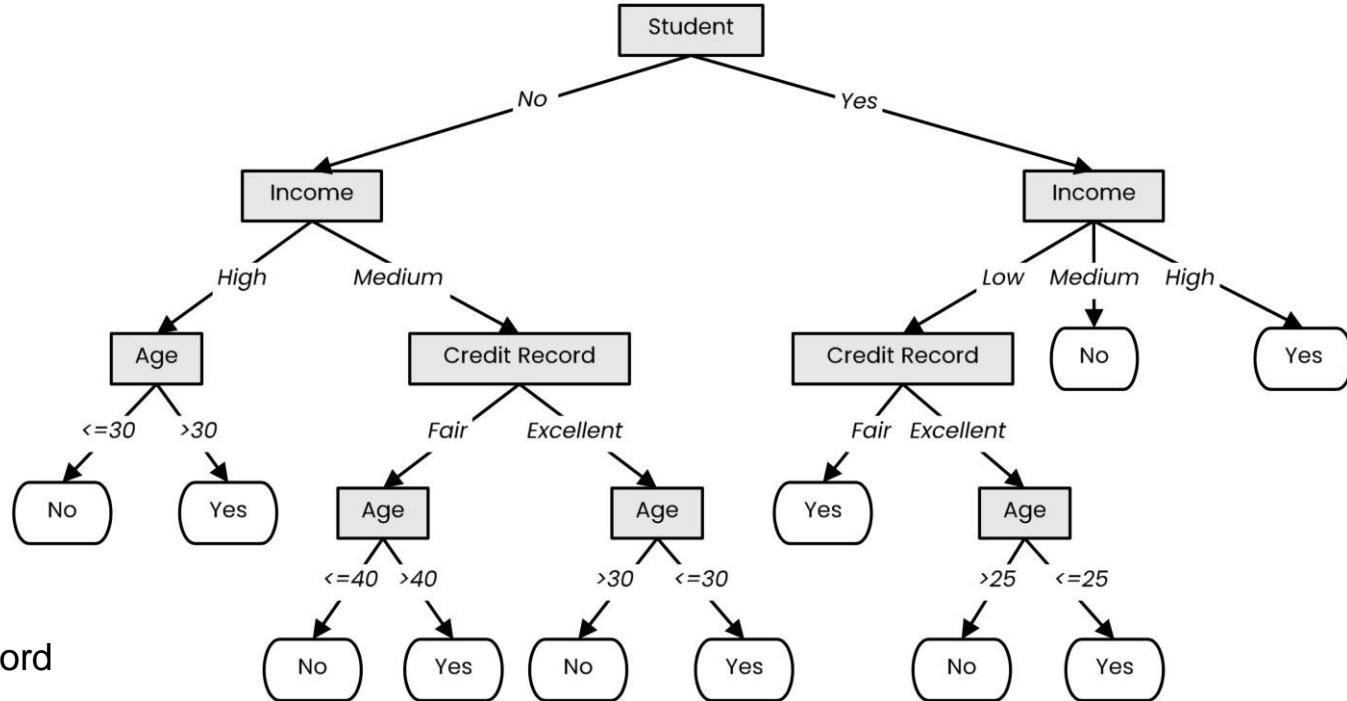 Student
No Yes
Income Income
High Medium Low Medium High
Age Credit Record Credit Record No Yes
<=30 >30 Fair Excellent Fair Excellent
No Yes Age Age Yes Age
<=40 >40 >30 <=30 >25 <=25
ord No Yes No Yes No Yes